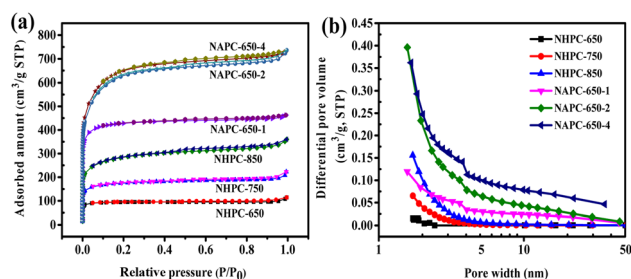 (a)
800
700
600
500
400
300
200
100
0
0.0 0.2 0.4 0.6 0.8 1.0
Adsorbed amount (cm³/g STP)
Relative pressure (P/P₀)
NAPC-650-4
NAPC-650-2
NAPC-650-1
NHPC-850
NHPC-750
NHPC-650
(b)
0.45
0.40
0.35
0.30
0.25
0.20
0.15
0.10
0.05
0.00
1 5 10 50
Differential pore volume
(cm³/g, STP)
Pore width (nm)
NHPC-650
NHPC-750
NHPC-850
NAPC-650-1
NAPC-650-2
NAPC-650-4